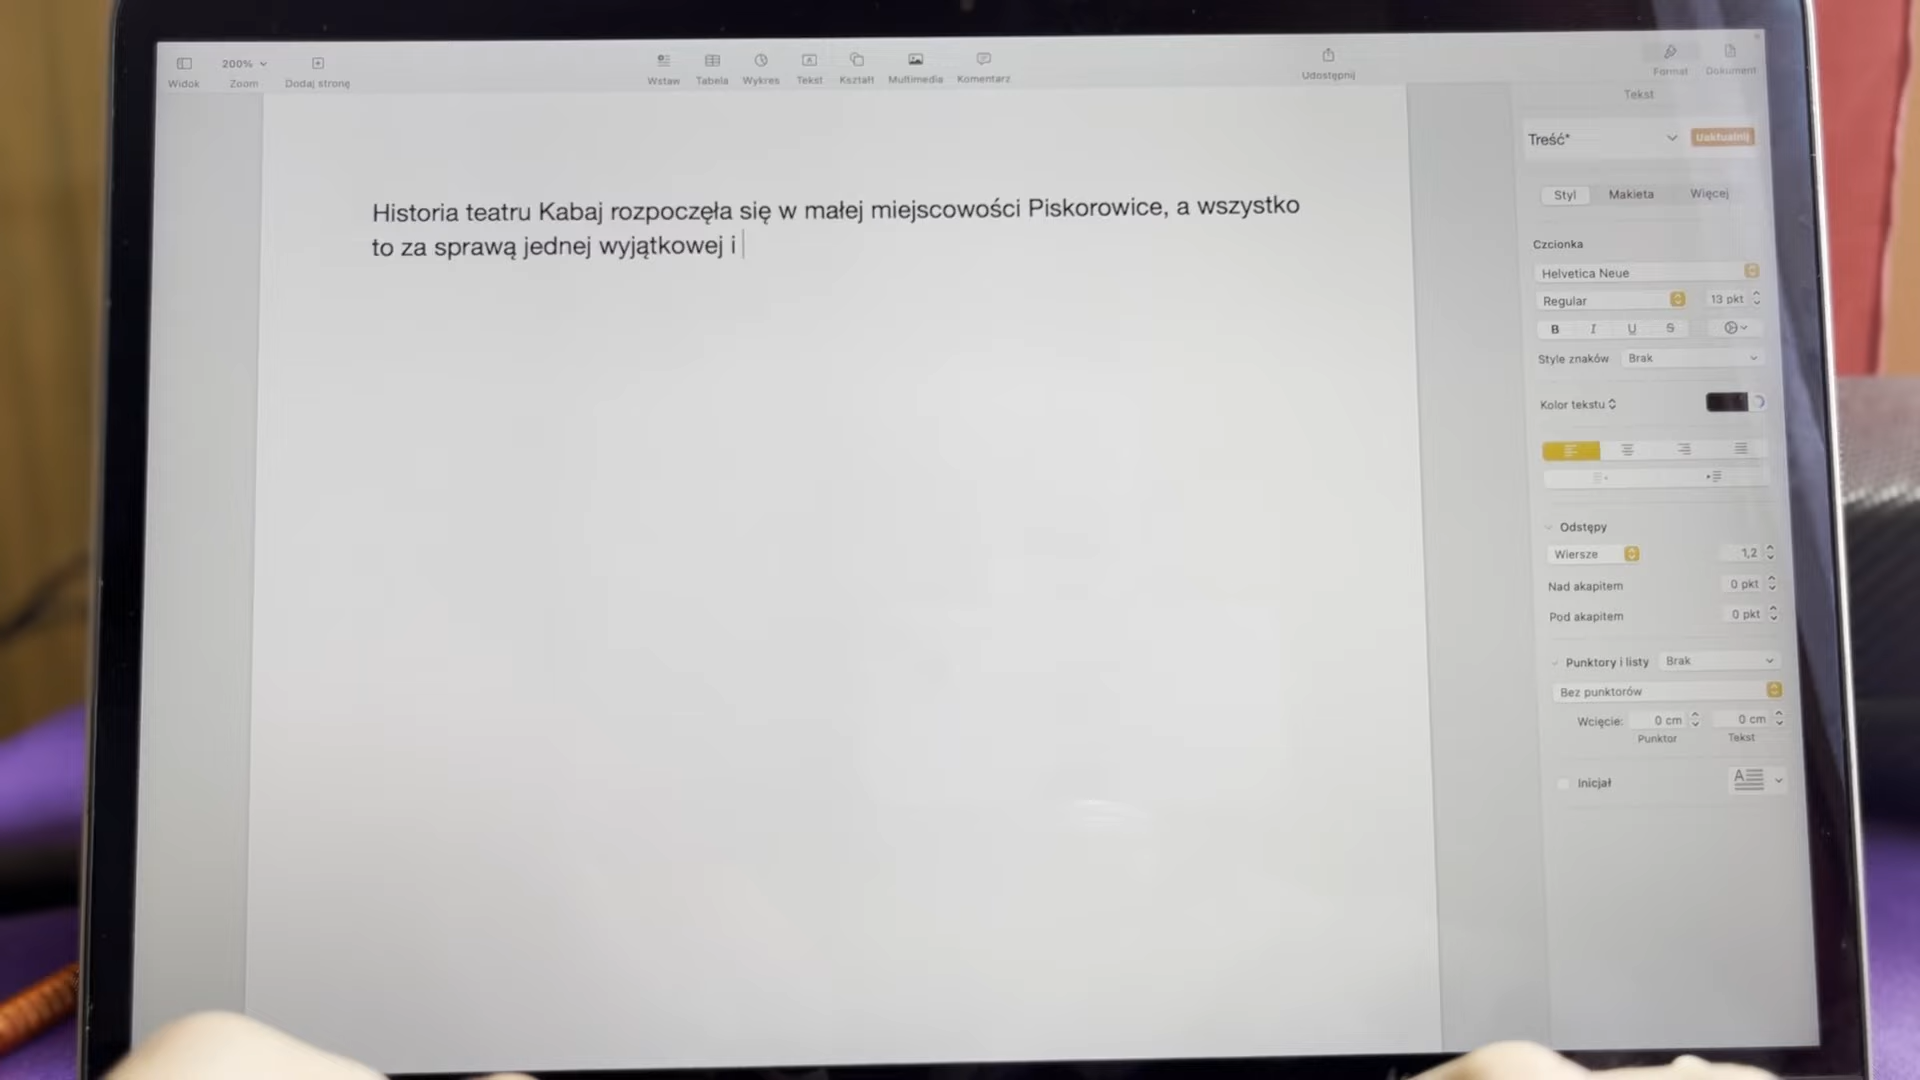 Widok
200%
Zoom
Dodaj stronę
Wstaw
Tabela
Wykres
Tekst
Kształt
Multimedia
Komentarz
Udostępnij
Format
Dokument
Historia teatru Kabaj rozpoczęła się w małej miejscowości Piskorowice, a wszystko
to za sprawą jednej wyjątkowej i
Tekst
Treść*
Uaktualnij
Styl
Makieta
Więcej
Czcionka
Helvetica Neue
Regular
13 pkt
B I U S
Style znaków
Brak
Kolor tekstu
Odstępy
Wiersze
1,2
Nad akapitem
0 pkt
Pod akapitem
0 pkt
Punktory i listy
Brak
Bez punktorów
Wcięcie:
0 cm
0 cm
Punktor
Tekst
Inicjał
A